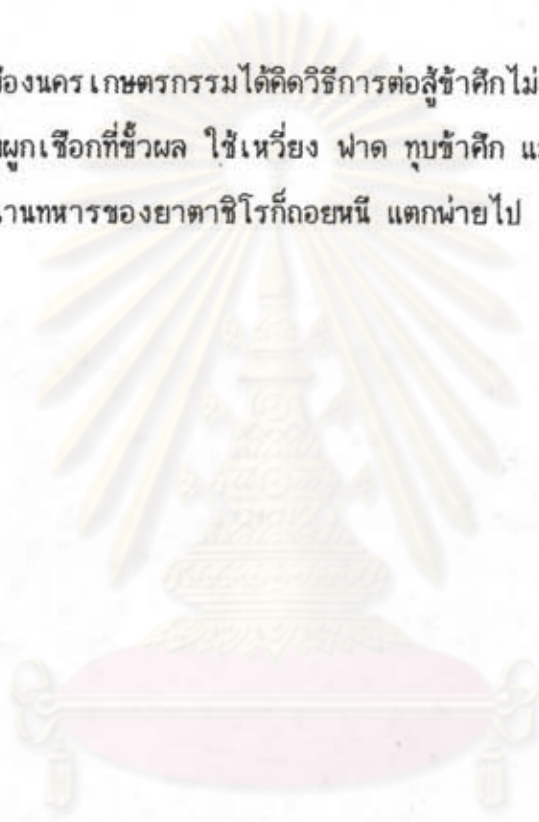 องนครเกษตรกรรมได้คิดวิธีการต่อสู้ข้าศึกไม่
ผูกเชือกที่ขั้วผล ใช้เหวี่ยง ฟาด ทุบข้าศึก
านทหารของยาตาชิโรก็ถอยหนี แตกพ่ายไป